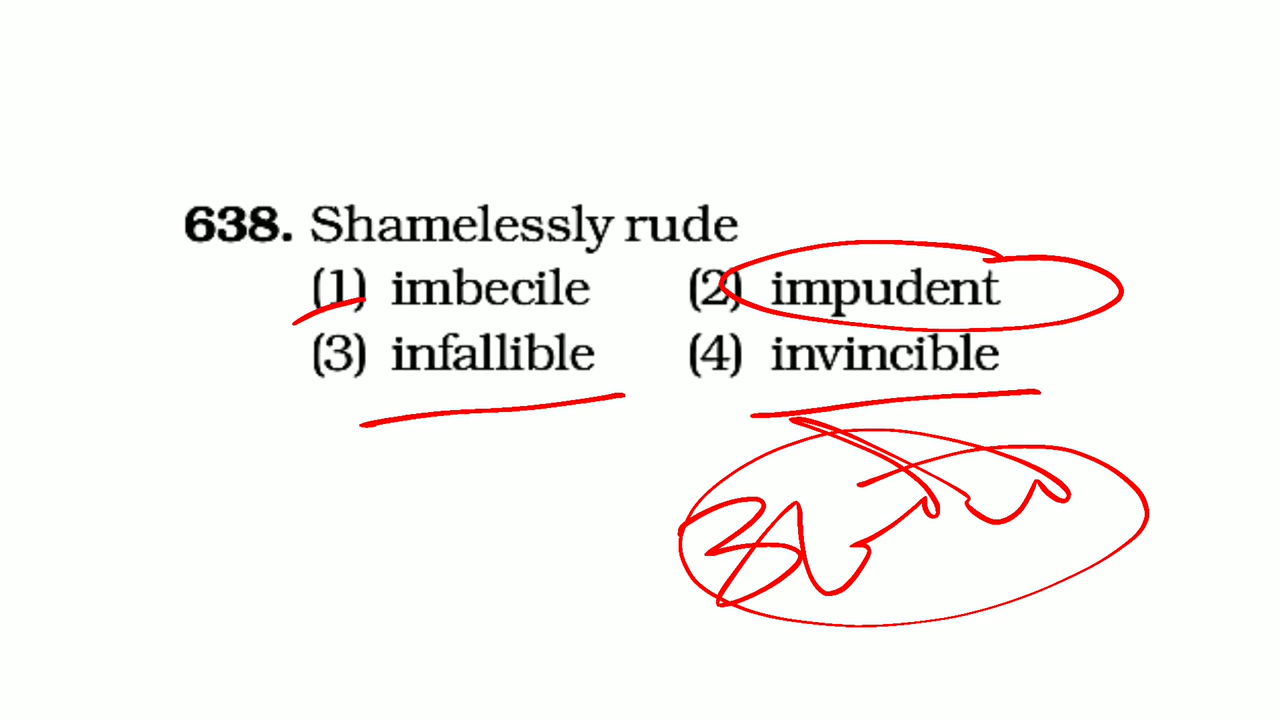 638. Shamelessly rude
(1) imbecile (2) impudent
(3) infallible (4) invincible